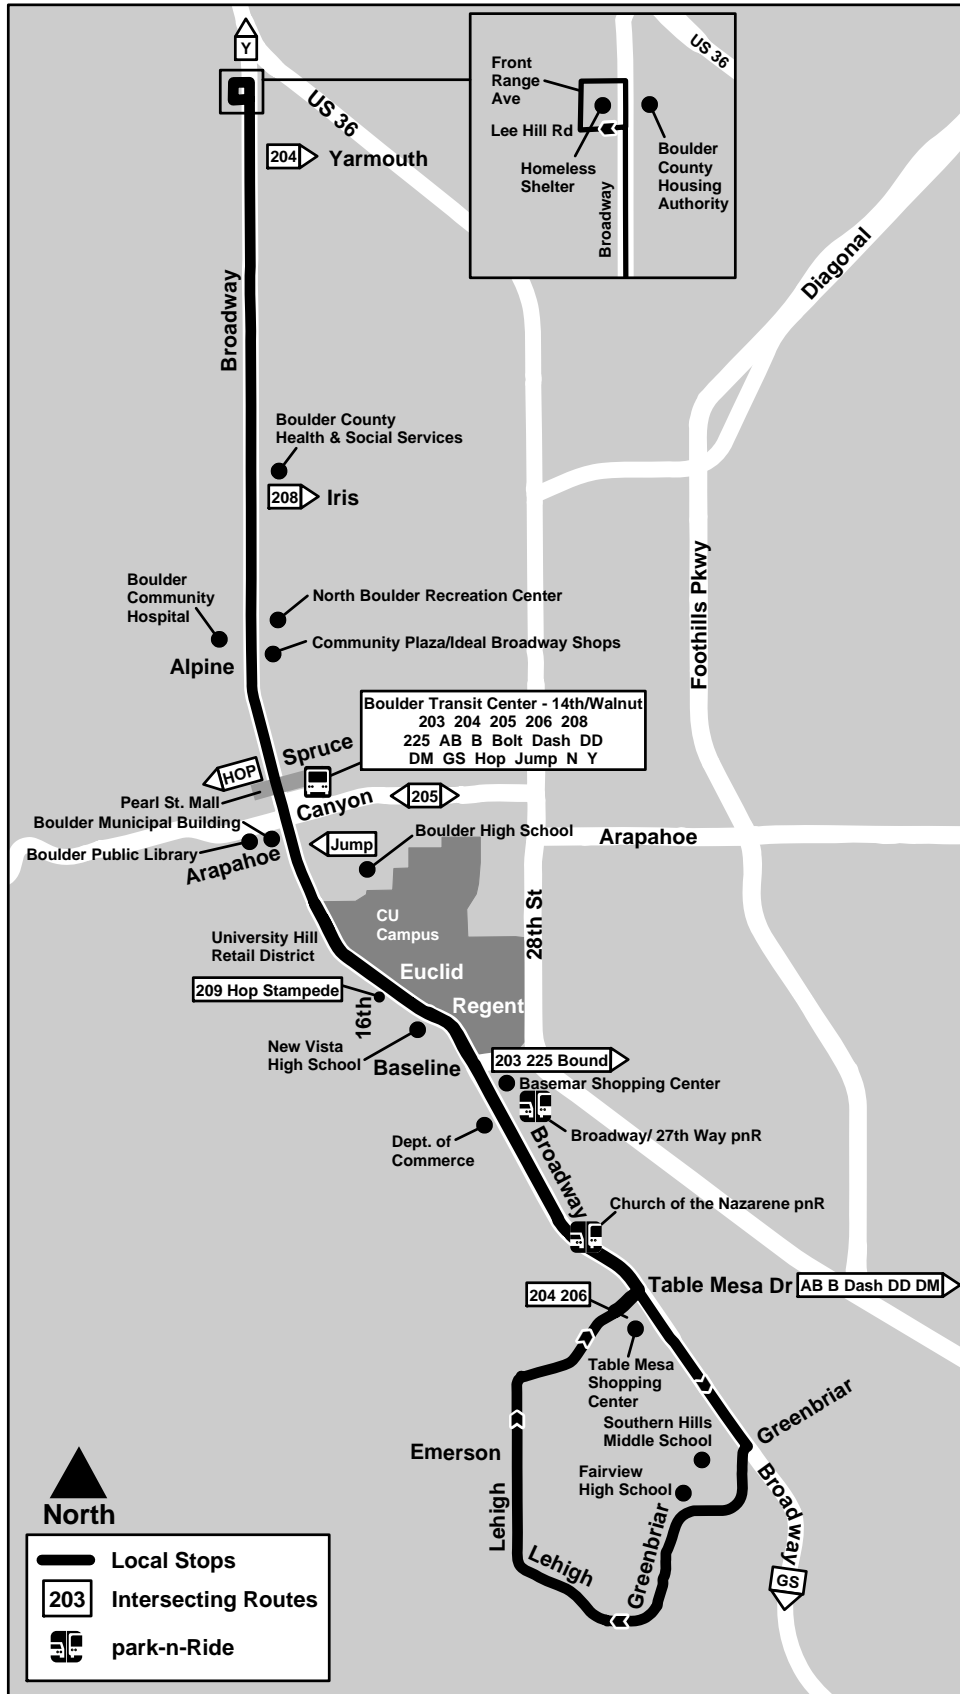 Y
US 36
204
Yarmouth
Broadway
Front
Range
Ave
Lee Hill Rd
Homeless
Shelter
Broadway
US 36
Boulder
County
Housing
Authority
Diagonal
Boulder County
Health & Social Services
208
Iris
Foothills Pkwy
Boulder
Community
Hospital
North Boulder Recreation Center
Community Plaza/Ideal Broadway Shops
Alpine
Boulder Transit Center - 14th/Walnut
203 204 205 206 208
225 AB B Bolt Dash DD
DM GS Hop Jump N Y
Spruce
HOP
Pearl St. Mall
Canyon
205
Boulder Municipal Building
Boulder Public Library
Arapahoe
Jump
Boulder High School
Arapahoe
28th St
CU
Campus
University Hill
Retail District
Euclid
209 Hop Stampede
16th
Regent
New Vista
High School
Baseline
203 225 Bound
Basemar Shopping Center
Broadway/ 27th Way pnR
Dept. of
Commerce
Broadway
Church of the Nazarene pnR
Table Mesa Dr
AB B Dash DD DM
204 206
Table Mesa
Shopping
Center
Southern Hills
Middle School
Greenbriar
Emerson
Fairview
High School
Broadway
Lehigh
Lehigh
Greenbriar
GS
North
Local Stops
203
Intersecting Routes
park-n-Ride